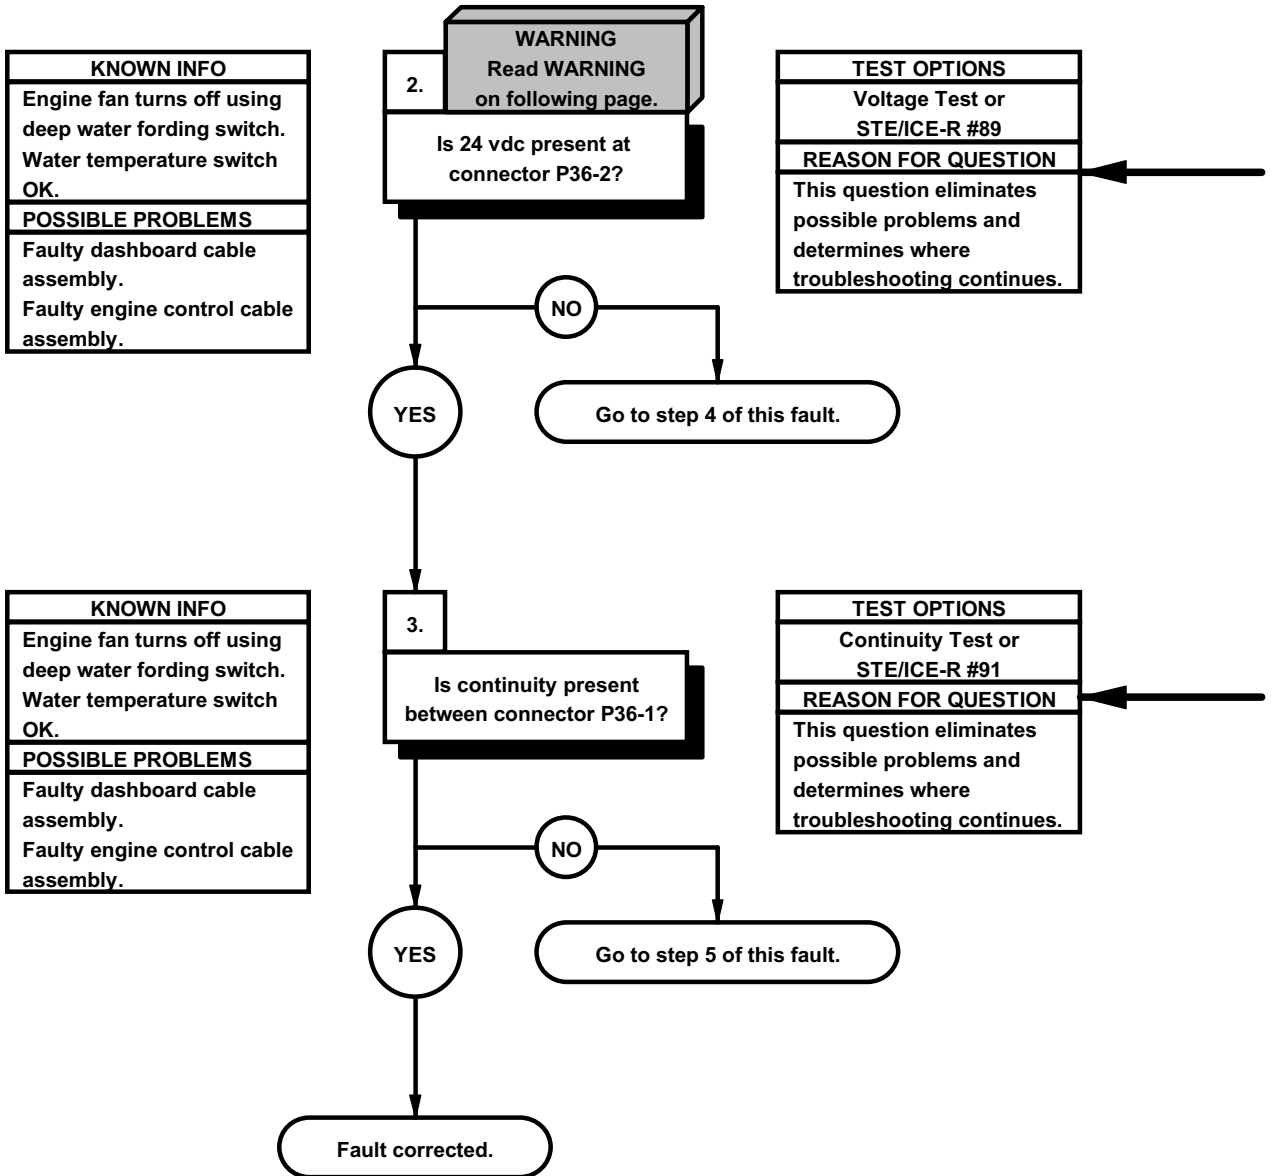 KNOWN INFO
Engine fan turns off using
deep water fording switch.
Water temperature switch
OK.
POSSIBLE PROBLEMS
Faulty dashboard cable
assembly.
Faulty engine control cable
assembly.
2.
WARNING
Read WARNING
on following page.
Is 24 vdc present at
connector P36-2?
TEST OPTIONS
Voltage Test or
STE/ICE-R #89
REASON FOR QUESTION
This question eliminates
possible problems and
determines where
troubleshooting continues.
NO
YES
Go to step 4 of this fault.
KNOWN INFO
Engine fan turns off using
deep water fording switch.
Water temperature switch
OK.
POSSIBLE PROBLEMS
Faulty dashboard cable
assembly.
Faulty engine control cable
assembly.
3.
Is continuity present
between connector P36-1?
TEST OPTIONS
Continuity Test or
STE/ICE-R #91
REASON FOR QUESTION
This question eliminates
possible problems and
determines where
troubleshooting continues.
NO
YES
Go to step 5 of this fault.
Fault corrected.